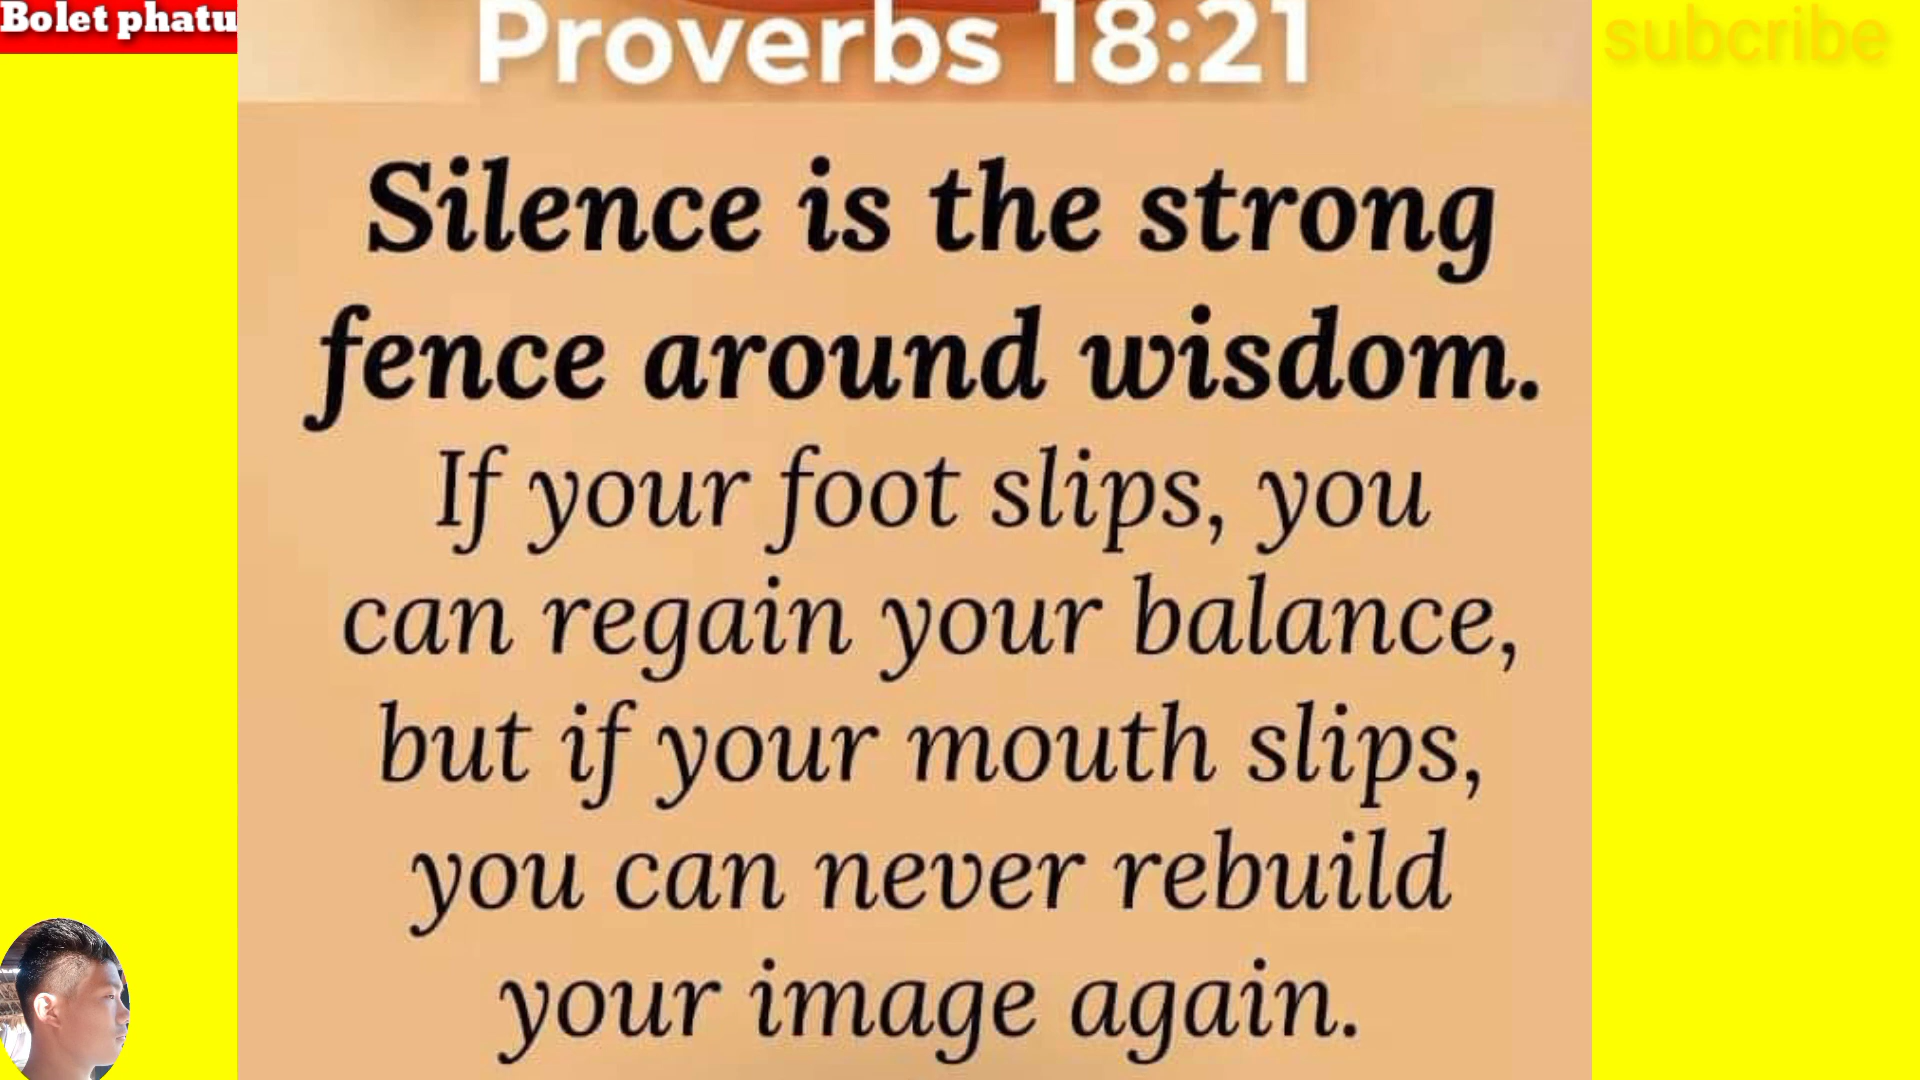 Bolet phatu
Proverbs 18:21
subcribe
Silence is the strong
fence around wisdom.
If your foot slips, you
can regain your balance,
but if your mouth slips,
you can never rebuild
your image again.